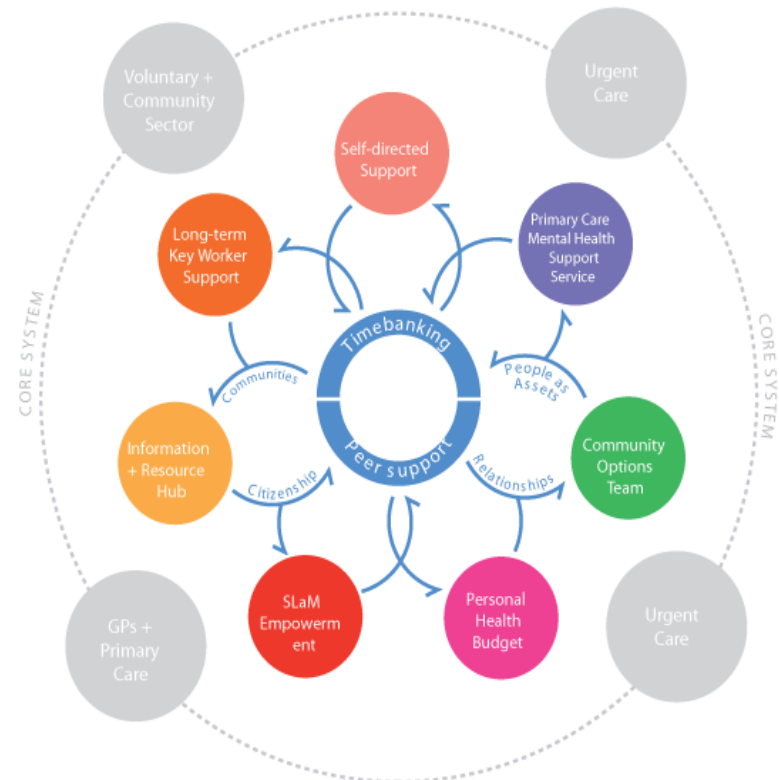 Voluntary +
Community
Sector
Urgent
Care
Self-directed
Support
Long-term
Key Worker
Support
Primary Care
Mental Health
Support
Service
CORE SYSTEM
CORE SYSTEM
Timebanking
Peer support
Communities
People as
Assets
Information
+ Resource
Hub
Citizenship
Relationships
Community
Options
Team
SLaM
Empowerm
ent
Personal
Health
Budget
GPs +
Primary
Care
Urgent
Care